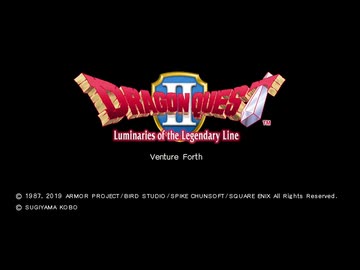 DRAGON QUEST
II
™
Luminaries of the Legendary Line
Venture Forth
© 1987, 2019 ARMOR PROJECT/BIRD STUDIO/SPIKE CHUNSOFT/SQUARE ENIX All Rights Reserved.
© SUGIYAMA KOBO